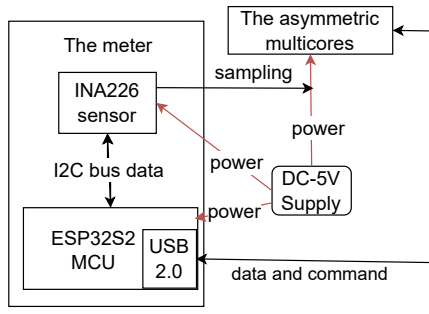 The asymmetric
multicores
The meter
INA226
sensor
sampling
power
I2C bus data
power
DC-5V
Supply
power
ESP32S2
MCU
USB
2.0
data and command